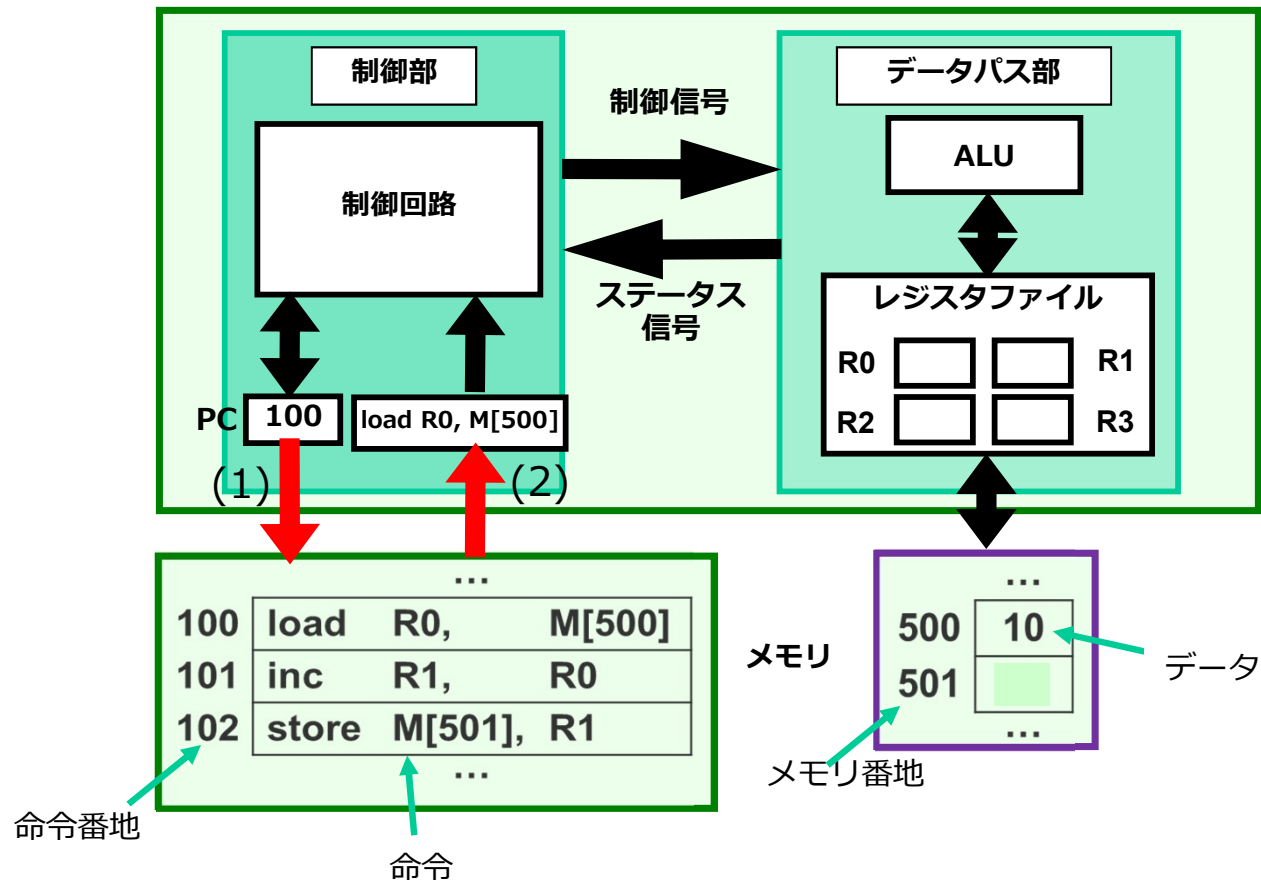 制御部
データパス部
制御信号
ALU
制御回路
ステータス
信号
レジスタファイル
R0
R1
R2
R3
PC
100
load R0, M[500]
(1)
(2)
…
100 load R0, M[500]
101 inc R1, R0
102 store M[501], R1
…
メモリ
…
500 10
501
…
データ
メモリ番地
命令番地
命令